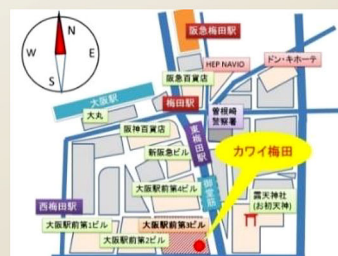 N
W
E
S
阪急梅田駅
HEP NAVIO
ドン・キホーテ
阪急百貨店
大阪駅
梅田駅
大丸
曽根崎
警察署
阪神百貨店
東梅田駅
新阪急ビル
カワイ梅田
大阪駅前第4ビル
御堂筋
露天神社
(お初天神)
西梅田駅
大阪駅前第1ビル
大阪駅前第3ビル
大阪駅前第2ビル